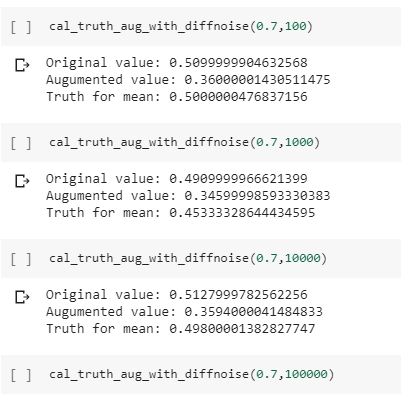 [ ] cal_truth_aug_with_diffnoise(0.7,100)
Original value: 0.5099999904632568
Augumented value: 0.36000001430511475
Truth for mean: 0.5000000476837156
[ ] cal_truth_aug_with_diffnoise(0.7,1000)
Original value: 0.4909999966621399
Augumented value: 0.34599998593330383
Truth for mean: 0.45333328644434595
[ ] cal_truth_aug_with_diffnoise(0.7,10000)
Original value: 0.5127999782562256
Augumented value: 0.3594000041484833
Truth for mean: 0.49800001382827747
[ ] cal_truth_aug_with_diffnoise(0.7,100000)